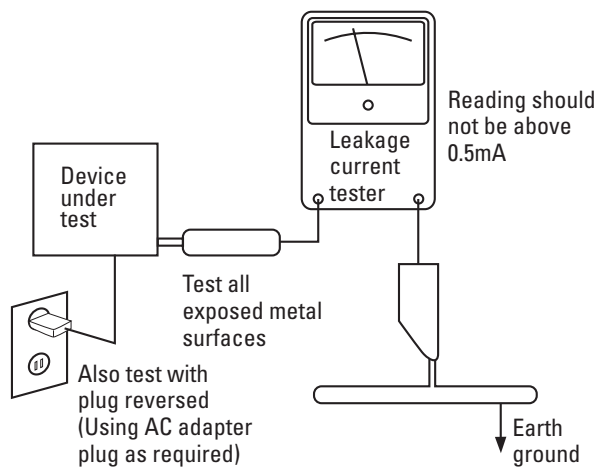 Device
under
test
Leakage
current
tester
Reading should
not be above
0.5mA
Test all
exposed metal
surfaces
Also test with
plug reversed
(Using AC adapter
plug as required)
Earth
ground